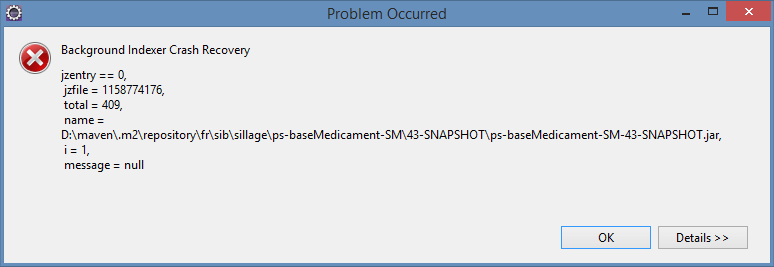 Problem Occurred
Background Indexer Crash Recovery
jzentry == 0,
jzfile = 1158774176,
total = 409,
name =
D:\maven\.m2\repository\fr\sib\sillage\ps-baseMedicament-SM\43-SNAPSHOT\ps-baseMedicament-SM-43-SNAPSHOT.jar,
i = 1,
message = null
OK
Details >>